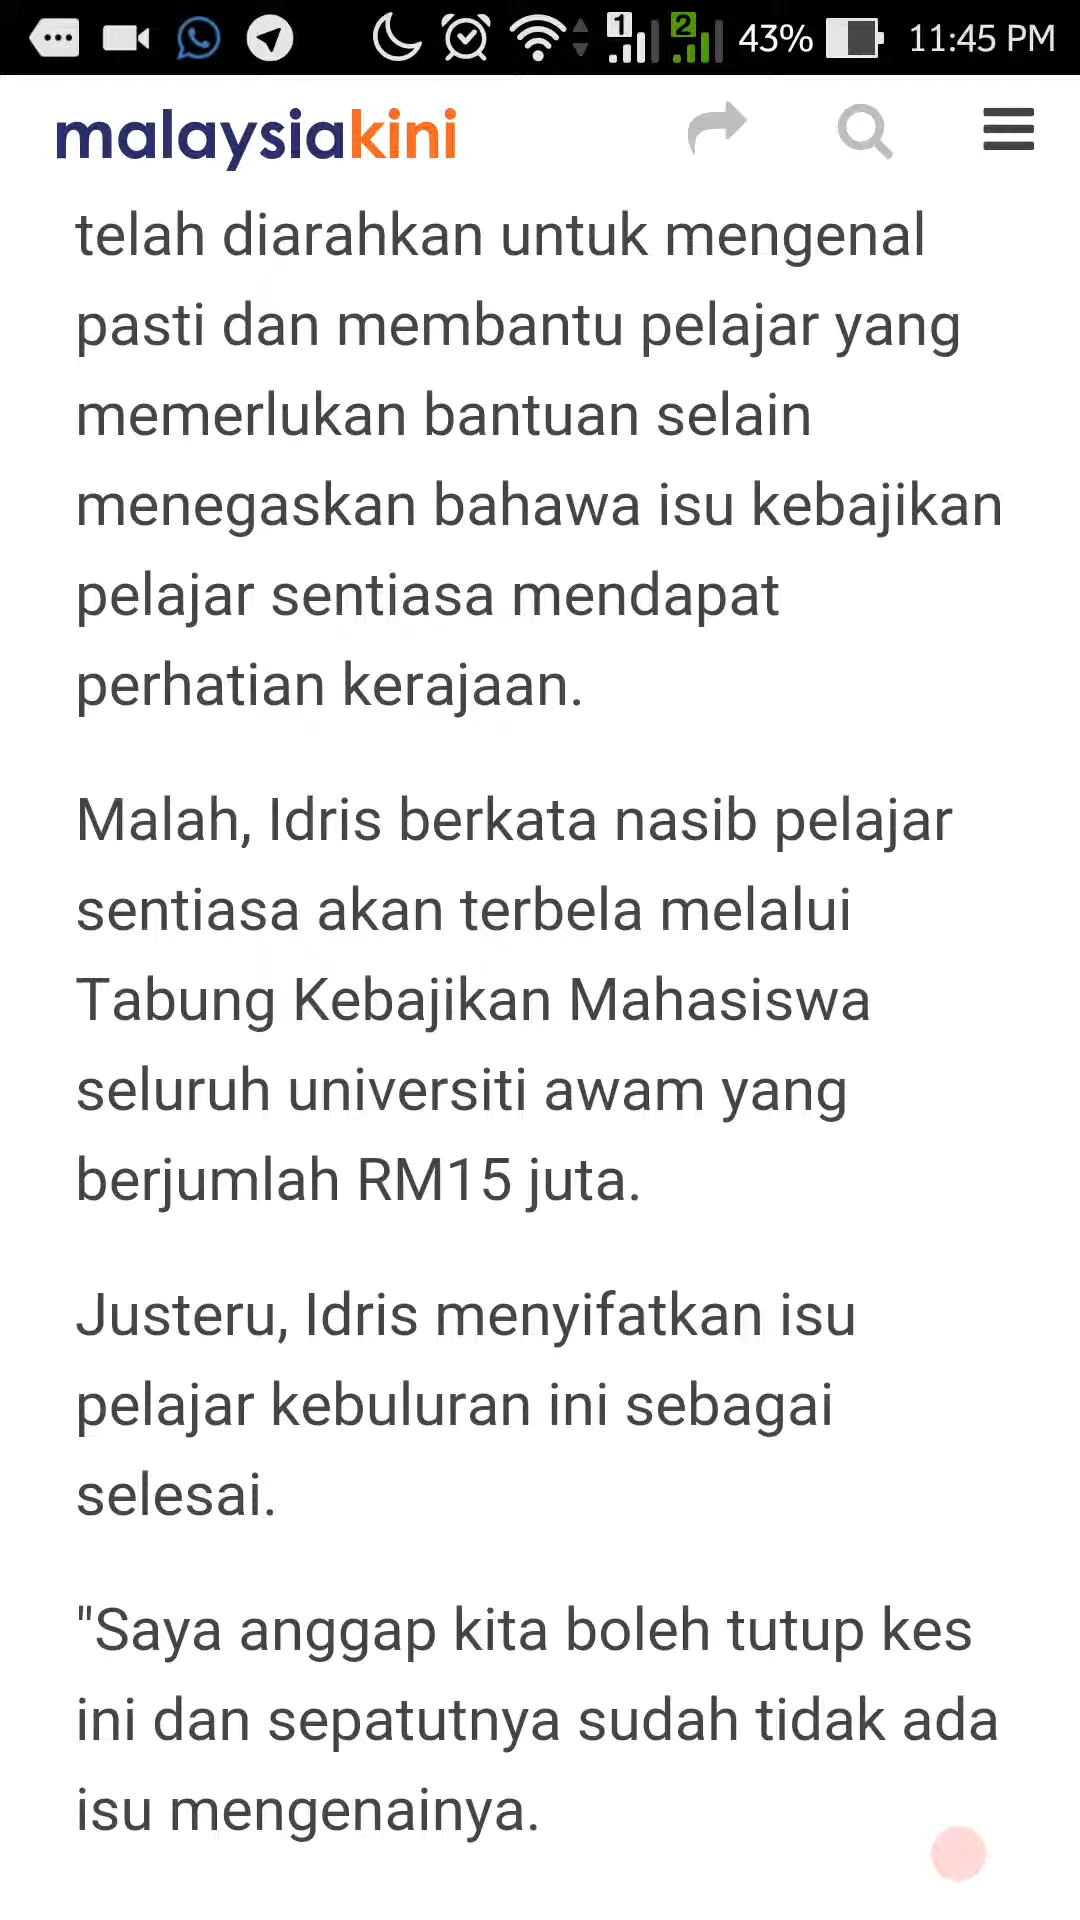 1 2 43% 11:45 PM
malaysiakini
telah diarahkan untuk mengenal
pasti dan membantu pelajar yang
memerlukan bantuan selain
menegaskan bahawa isu kebajikan
pelajar sentiasa mendapat
perhatian kerajaan.
Malah, Idris berkata nasib pelajar
sentiasa akan terbela melalui
Tabung Kebajikan Mahasiswa
seluruh universiti awam yang
berjumlah RM15 juta.
Justeru, Idris menyifatkan isu
pelajar kebuluran ini sebagai
selesai.
"Saya anggap kita boleh tutup kes
ini dan sepatutnya sudah tidak ada
isu mengenainya.